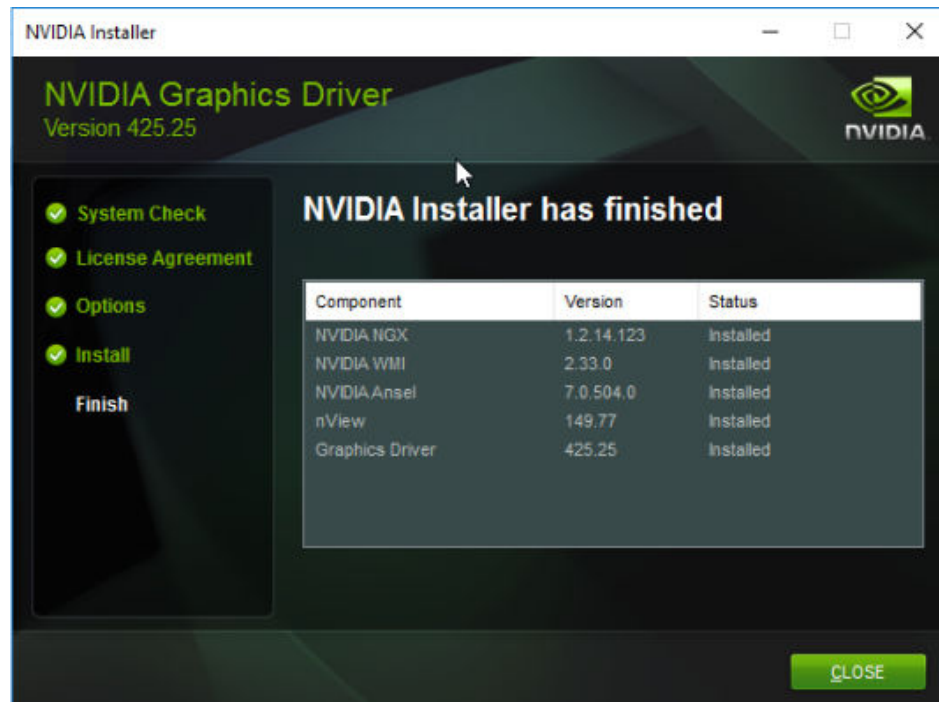 NVIDIA Installer
NVIDIA Graphics Driver
Version 425.25
NVIDIA
System Check
License Agreement
Options
Install
Finish
NVIDIA Installer has finished
Component Version Status
NVIDIA NGX 1.2.14.123 Installed
NVIDIA WMI 2.33.0 Installed
NVIDIA Ansel 7.0.504.0 Installed
nView 149.77 Installed
Graphics Driver 425.25 Installed
CLOSE